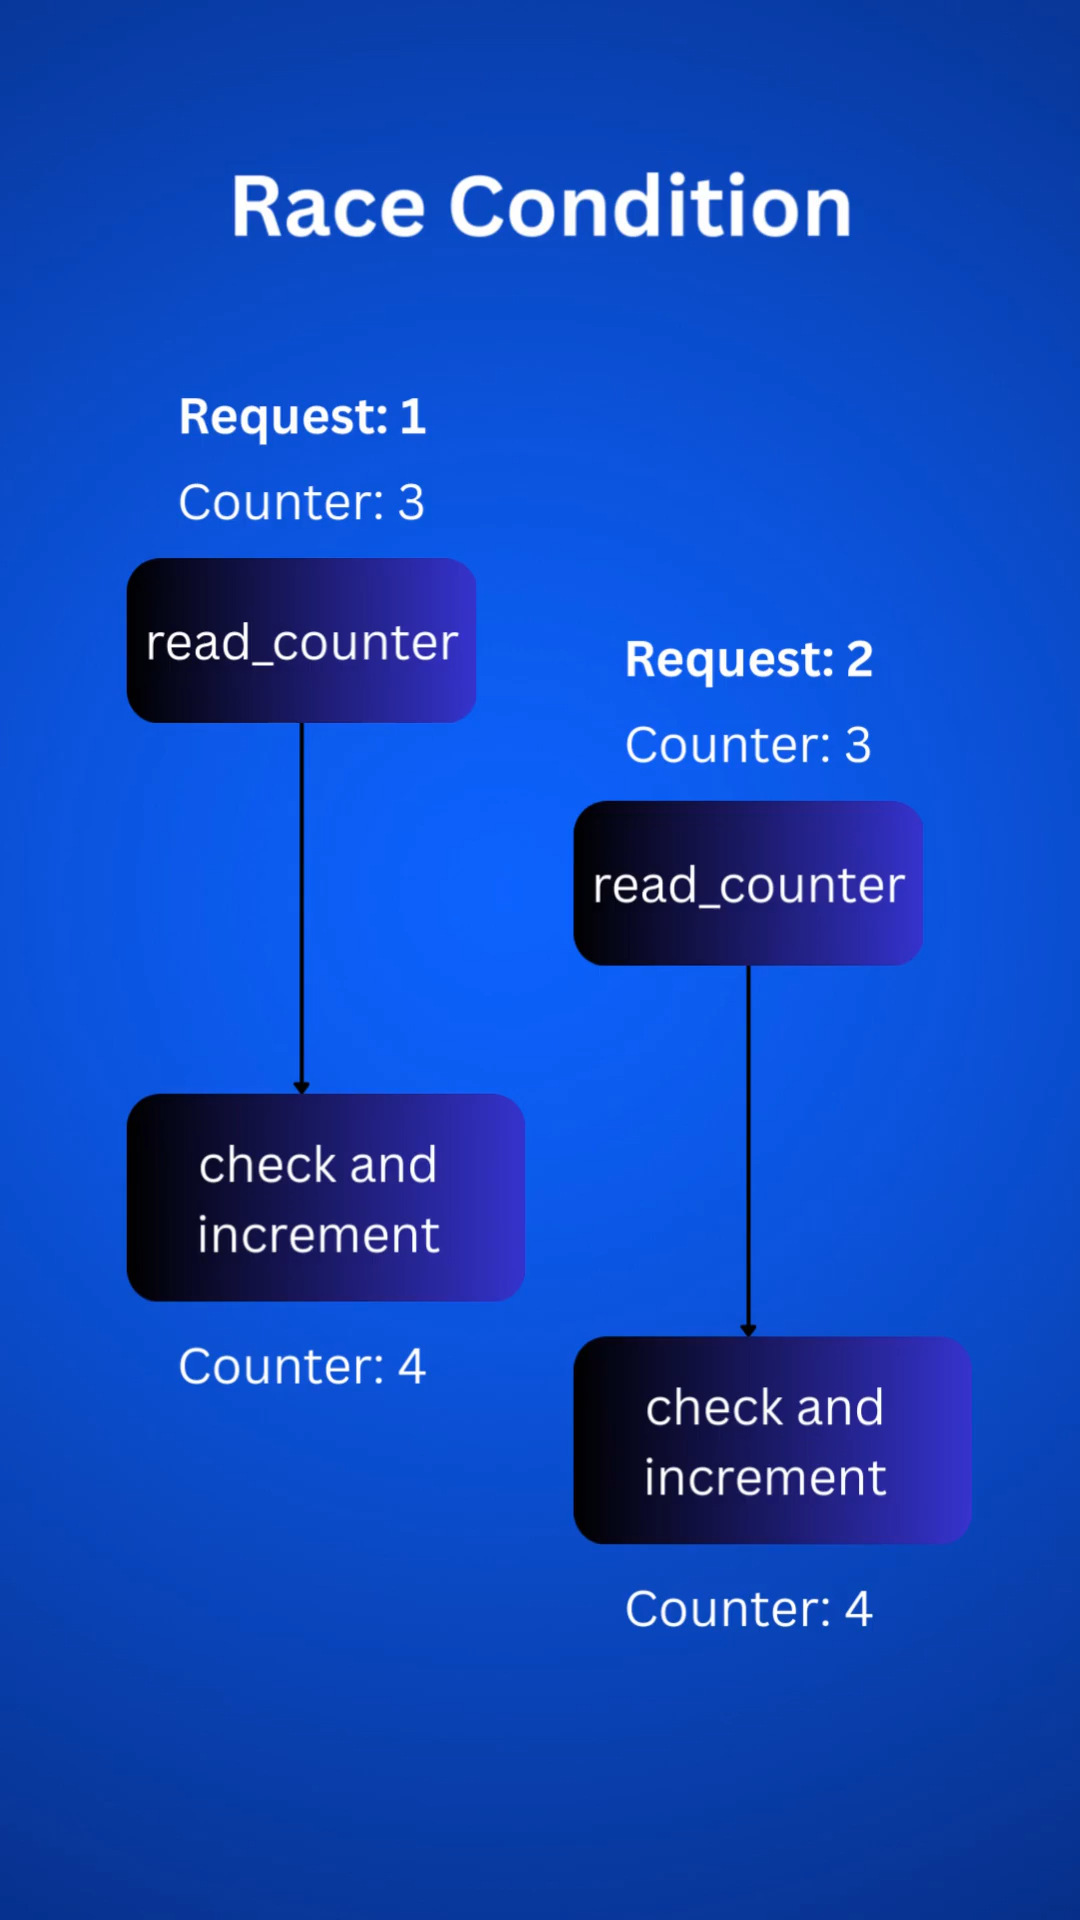 Race Condition
Request: 1
Counter: 3
read_counter
Request: 2
Counter: 3
read_counter
check and
increment
Counter: 4
check and
increment
Counter: 4